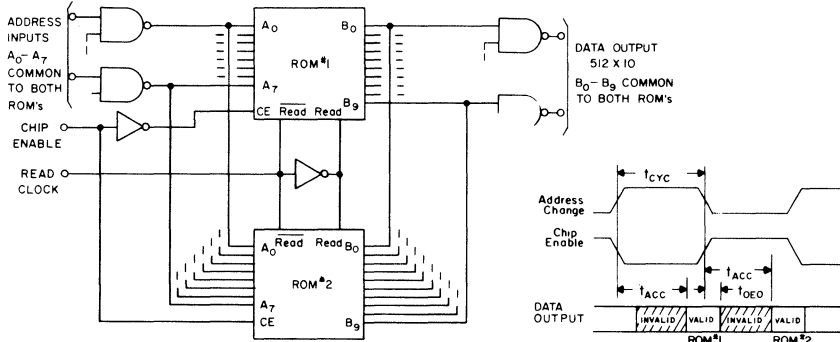 ADDRESS
INPUTS
A0-A7
COMMON
TO BOTH
ROM's
CHIP
ENABLE
READ
CLOCK
A0
B0
ROM#1
A7
B9
CE
Read Read
DATA OUTPUT
512 X 10
B0-B9 COMMON
TO BOTH ROM's
A0
Read Read
B0
ROM#2
A7
CE
B9
tCYC
Address
Change
Chip
Enable
tACC
tACC
tOEO
DATA
OUTPUT
INVALID
VALID
INVALID
VALID
ROM#1
ROM#2